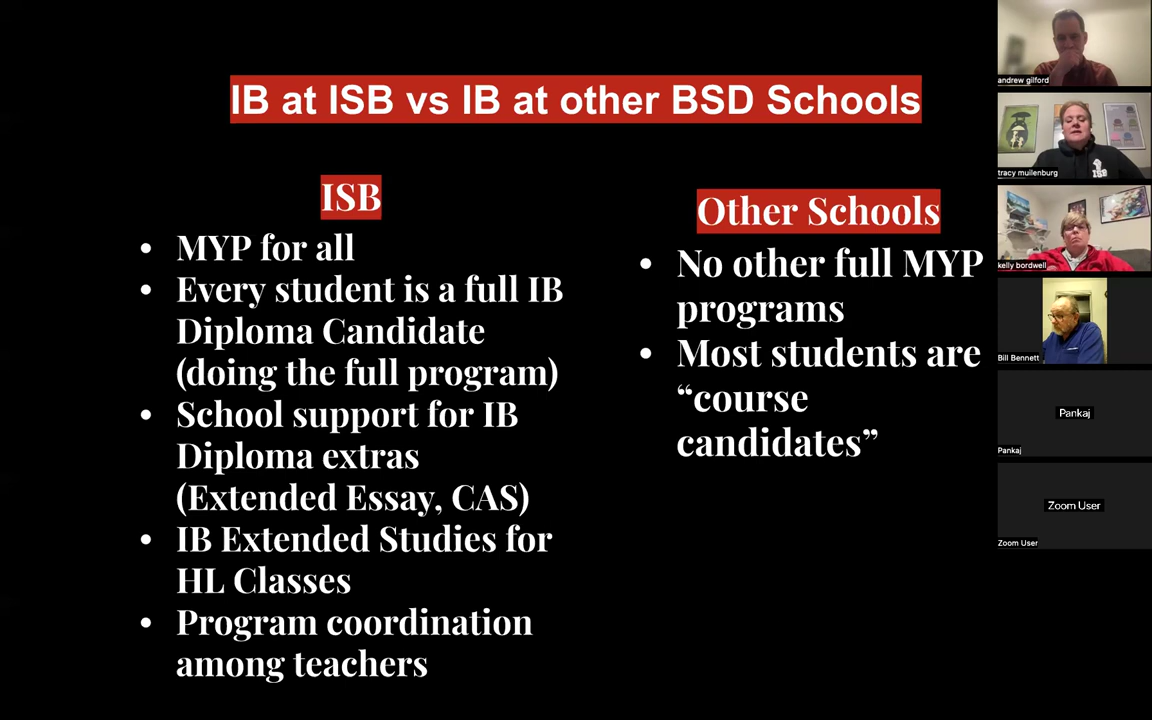 IB at ISB vs IB at other BSD Schools
ISB
• MYP for all
• Every student is a full IB
Diploma Candidate
(doing the full program)
• School support for IB
Diploma extras
(Extended Essay, CAS)
• IB Extended Studies for
HL Classes
• Program coordination
among teachers
Other Schools
• No other full MYP
programs
• Most students are
“course
candidates”
andrew gilford
tracy muilenburg
ISB
kelly bordwell
Bill Bennett
Pankaj
Pankaj
Zoom User
Zoom User